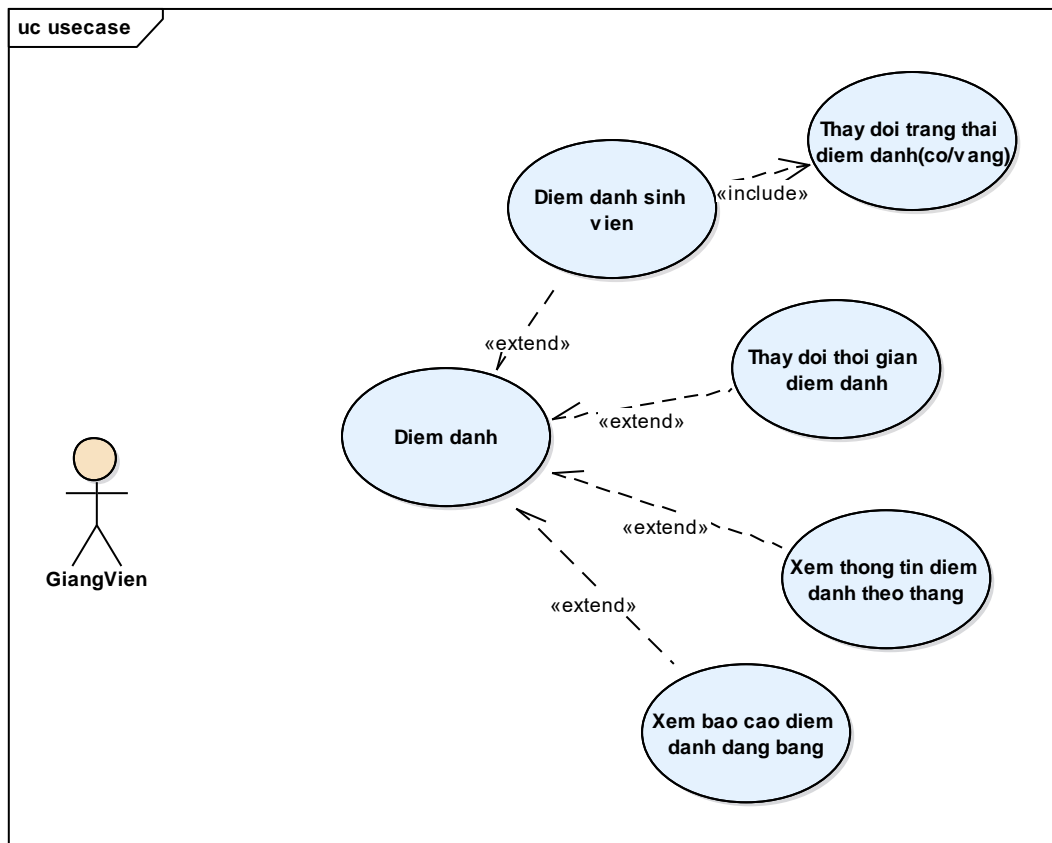 uc usecase
Thay doi trang thai
diem danh(co/vang)
Diem danh sinh
vien
«include»
«extend»
Thay doi thoi gian
diem danh
«extend»
Diem danh
GiangVien
«extend»
Xem thong tin diem
danh theo thang
«extend»
Xem bao cao diem
danh dang bang